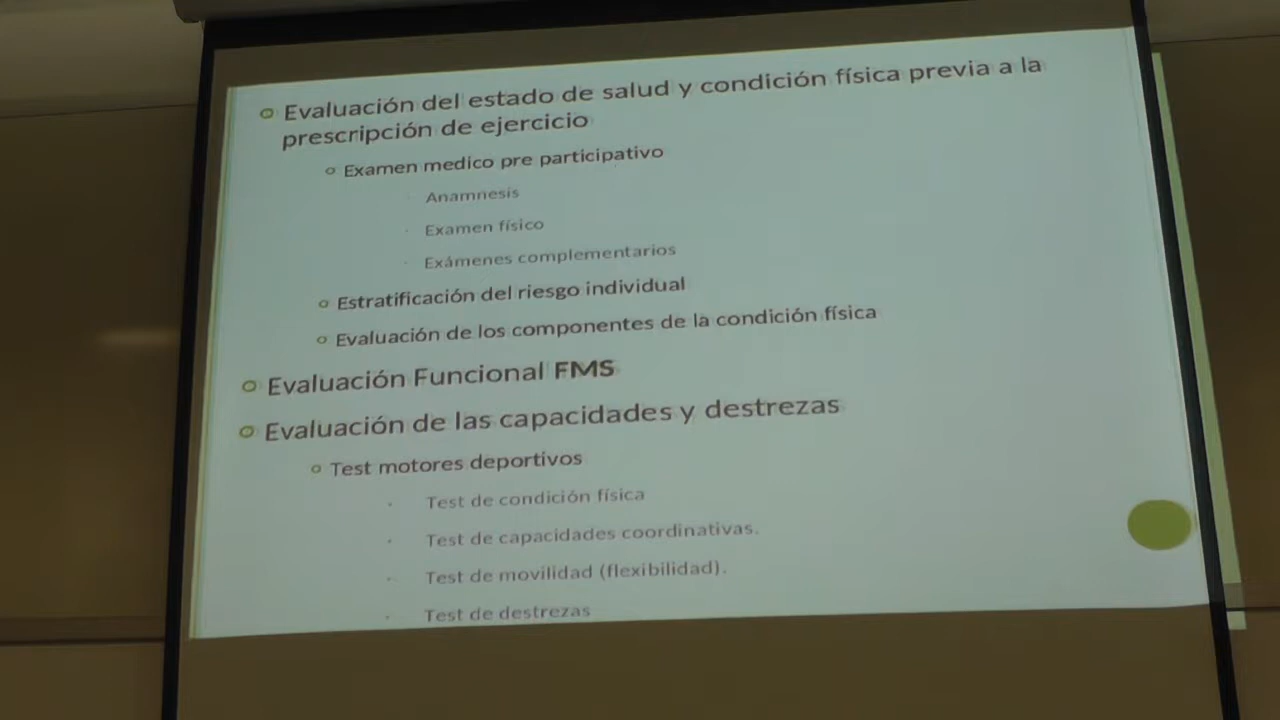 Evaluación del estado de salud y condición física previa a la
prescripción de ejercicio
Examen medico pre participativo
Anamnesis
Examen físico
Exámenes complementarios
Estratificación del riesgo individual
Evaluación de los componentes de la condición física
Evaluación Funcional FMS
Evaluación de las capacidades y destrezas
Test motores deportivos
Test de condición física
Test de capacidades coordinativas.
Test de movilidad (flexibilidad).
Test de destrezas